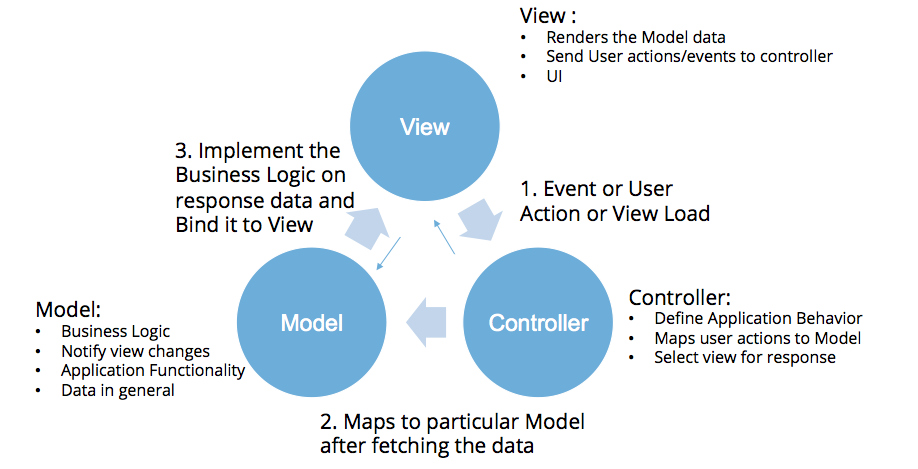 View :
• Renders the Model data
• Send User actions/events to controller
• UI
View
3. Implement the
Business Logic on
response data and
Bind it to View
1. Event or User
Action or View Load
Model:
• Business Logic
• Notify view changes
• Application Functionality
• Data in general
Model
Controller
Controller:
• Define Application Behavior
• Maps user actions to Model
• Select view for response
2. Maps to particular Model
after fetching the data